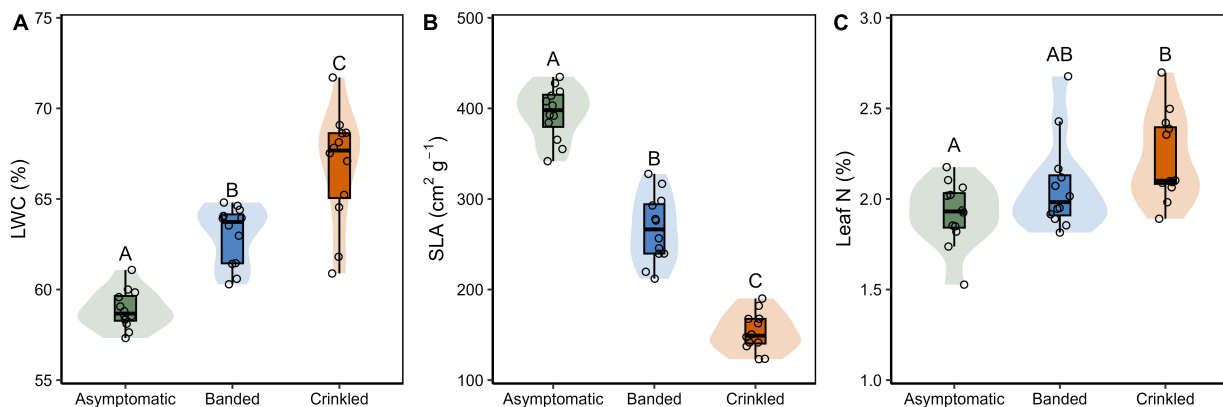 A
LWC (%)
75
70
65
60
55
A
B
C
Asymptomatic
Banded
Crinkled
B
SLA (cm² g⁻¹)
500
400
300
200
100
A
B
C
Asymptomatic
Banded
Crinkled
C
Leaf N (%)
3.0
2.5
2.0
1.5
1.0
A
AB
B
Asymptomatic
Banded
Crinkled